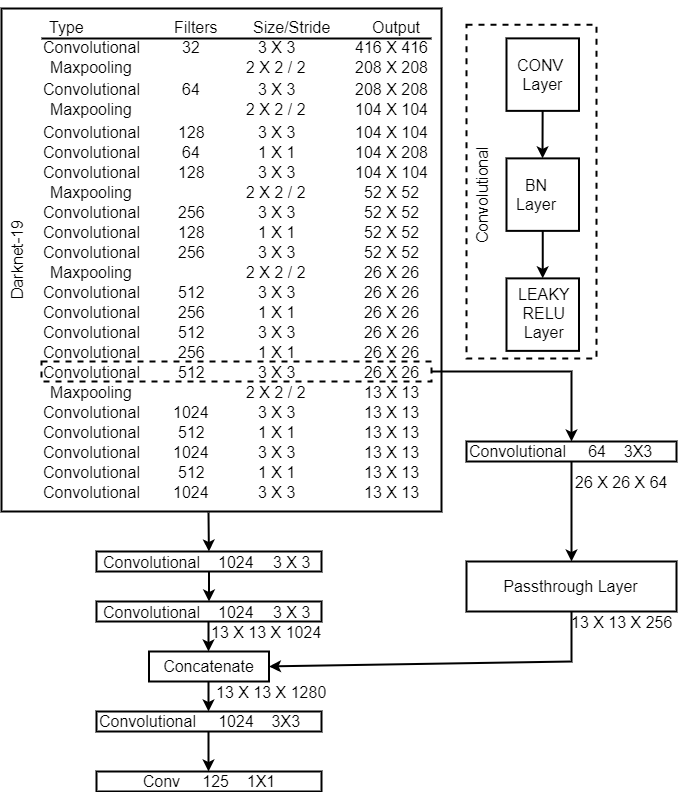 Type Filters Size/Stride Output
Convolutional 32 3 X 3 416 X 416
Maxpooling 2 X 2 / 2 208 X 208
Convolutional 64 3 X 3 208 X 208
Maxpooling 2 X 2 / 2 104 X 104
Convolutional 128 3 X 3 104 X 104
Convolutional 64 1 X 1 104 X 208
Convolutional 128 3 X 3 104 X 104
Maxpooling 2 X 2 / 2 52 X 52
Convolutional 256 3 X 3 52 X 52
Convolutional 128 1 X 1 52 X 52
Convolutional 256 3 X 3 52 X 52
Maxpooling 2 X 2 / 2 26 X 26
Convolutional 512 3 X 3 26 X 26
Convolutional 256 1 X 1 26 X 26
Convolutional 512 3 X 3 26 X 26
Convolutional 256 1 X 1 26 X 26
Convolutional 512 3 X 3 26 X 26
Maxpooling 2 X 2 / 2 13 X 13
Convolutional 1024 3 X 3 13 X 13
Convolutional 512 1 X 1 13 X 13
Convolutional 1024 3 X 3 13 X 13
Convolutional 512 1 X 1 13 X 13
Convolutional 1024 3 X 3 13 X 13
Darknet-19
Convolutional
CONV
Layer
BN
Layer
LEAKY
RELU
Layer
Convolutional 64 3X3
26 X 26 X 64
Passthrough Layer
13 X 13 X 256
Convolutional 1024 3 X 3
Convolutional 1024 3 X 3
13 X 13 X 1024
Concatenate
13 X 13 X 1280
Convolutional 1024 3X3
Conv 125 1X1